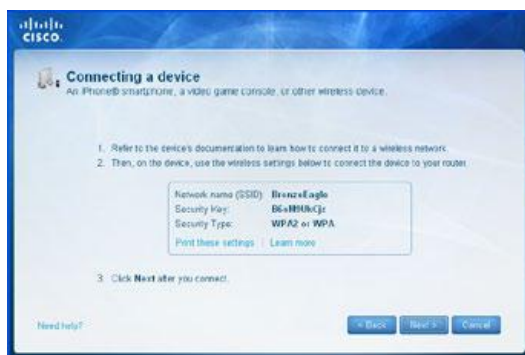 CISCO
Connecting a device
An iPhone® smartphone, a video game console, or other wireless device.
1. Refer to the device's documentation to learn how to connect it to a wireless network.
2. Then, on the device, use the wireless settings below to connect the device to your router.
Network name (SSID) BronzeEagle
Security Key:
Security Type: WPA2 or WPA
Print these settings | Learn more
3. Click Next after you connect.
Need help?
< Back Next > Cancel